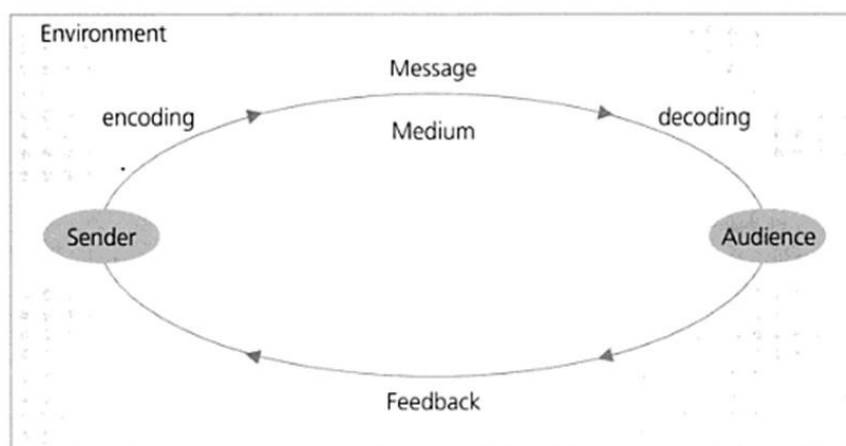 Environment
Message
encoding
decoding
Medium
Sender
Audience
Feedback